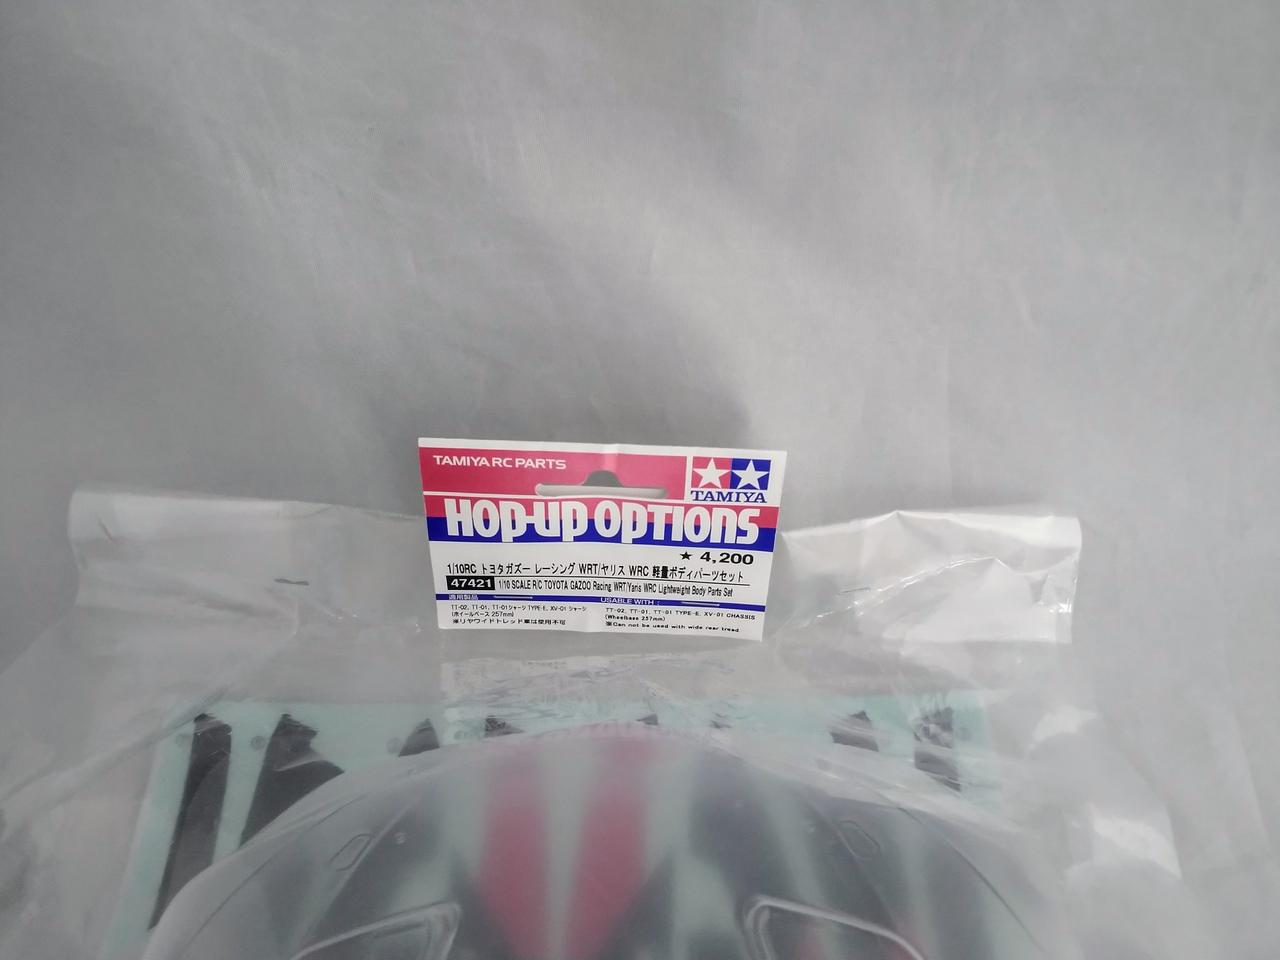 TAMIYA RC PARTS
TAMIYA
HOP-UP OPTIONS
★ 4,200
1/10RC トヨタガズー レーシング WRT/ヤリス WRC 軽量ボディパーツセット
47421 1/10 SCALE R/C TOYOTA GAZOO Racing WRT/Yaris WRC Lightweight Body Parts Set
適用製品
TT-02、TT-01、TT-01シャーシ TYPE-E、XV-01 シャーシ
(ホイールベース 257mm)
※リヤワイドトレッド車は使用不可
USABLE WITH :
TT-02, TT-01, TT-01 TYPE-E, XV-01 CHASSIS
(Wheelbase 257mm)
※Can not be used with wide rear tread.